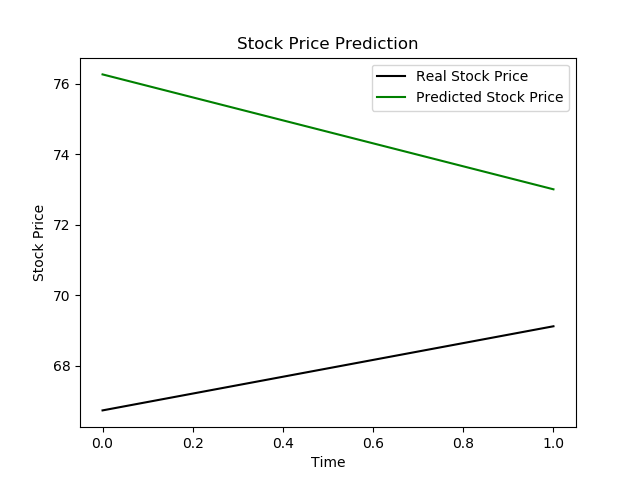 Stock Price Prediction
Real Stock Price
Predicted Stock Price
Stock Price
76
74
72
70
68
0.0 0.2 0.4 0.6 0.8 1.0
Time